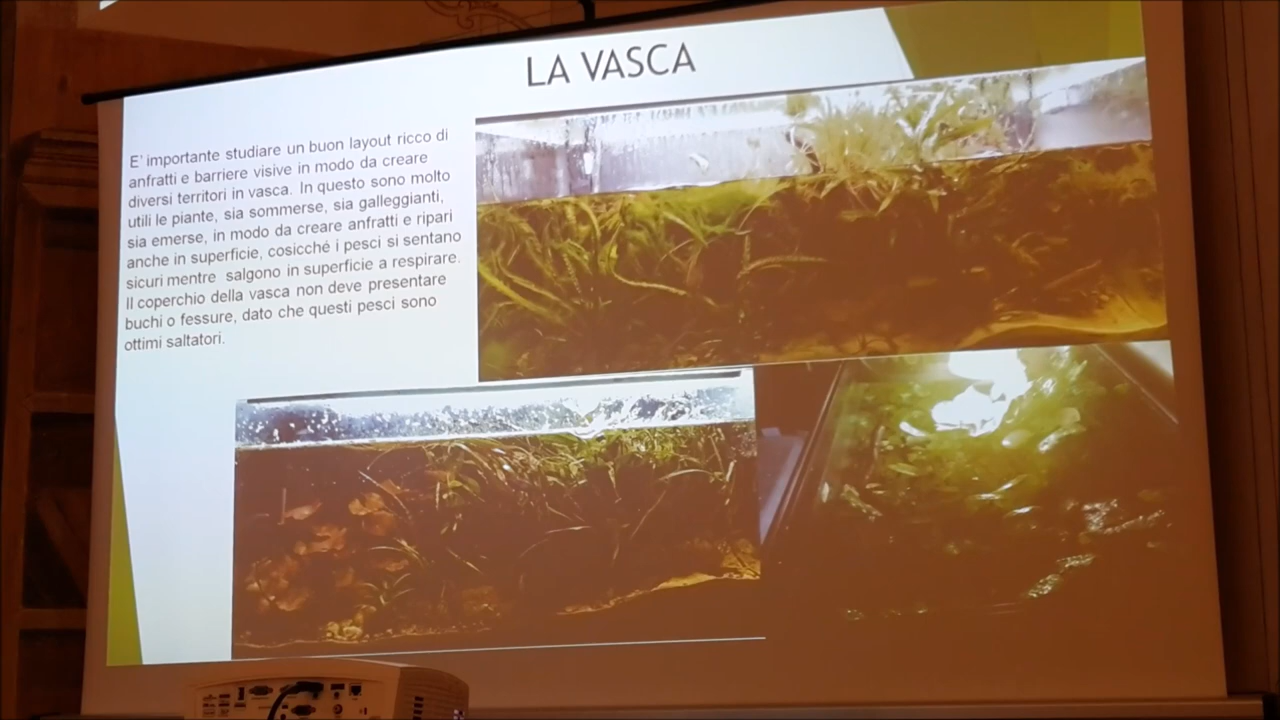 LA VASCA
E' importante studiare un buon layout ricco di
anfratti e barriere visive in modo da creare
diversi territori in vasca. In questo sono molto
utili le piante, sia sommerse, sia galleggianti,
sia emerse, in modo da creare anfratti e ripari
anche in superficie, cosicché i pesci si sentano
sicuri mentre salgono in superficie a respirare.
Il coperchio della vasca non deve presentare
buchi o fessure, dato che questi pesci sono
ottimi saltatori.